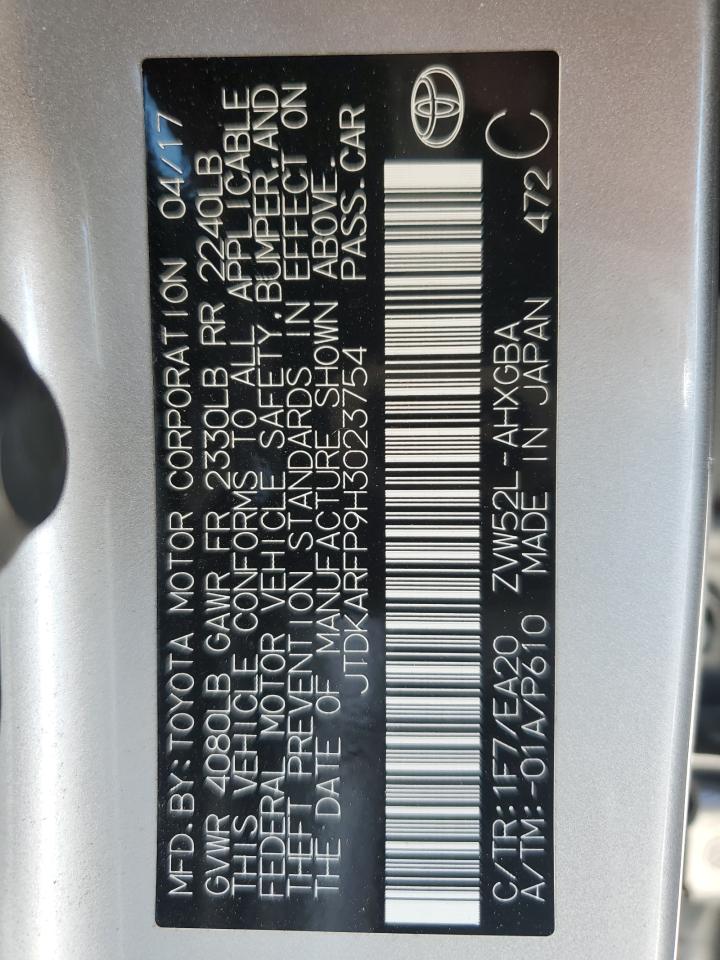 MFD.BY:TOYOTA MOTOR CORPORATION 04/17
GVWR 4080LB GAWR FR 2330LB RR 2240LB
THIS VEHICLE CONFORMS TO ALL APPLICABLE
FEDERAL MOTOR VEHICLE SAFETY,BUMPER,AND
THEFT PREVENTION STANDARDS IN EFFECT ON
THE DATE OF MANUFACTURE SHOWN ABOVE.
JTDKARFP9H3023754 PASS.CAR
C/TR:1F7/EA20 ZVW52L-AHXGBA C
A/TM:-01A/P610 MADE IN JAPAN 472